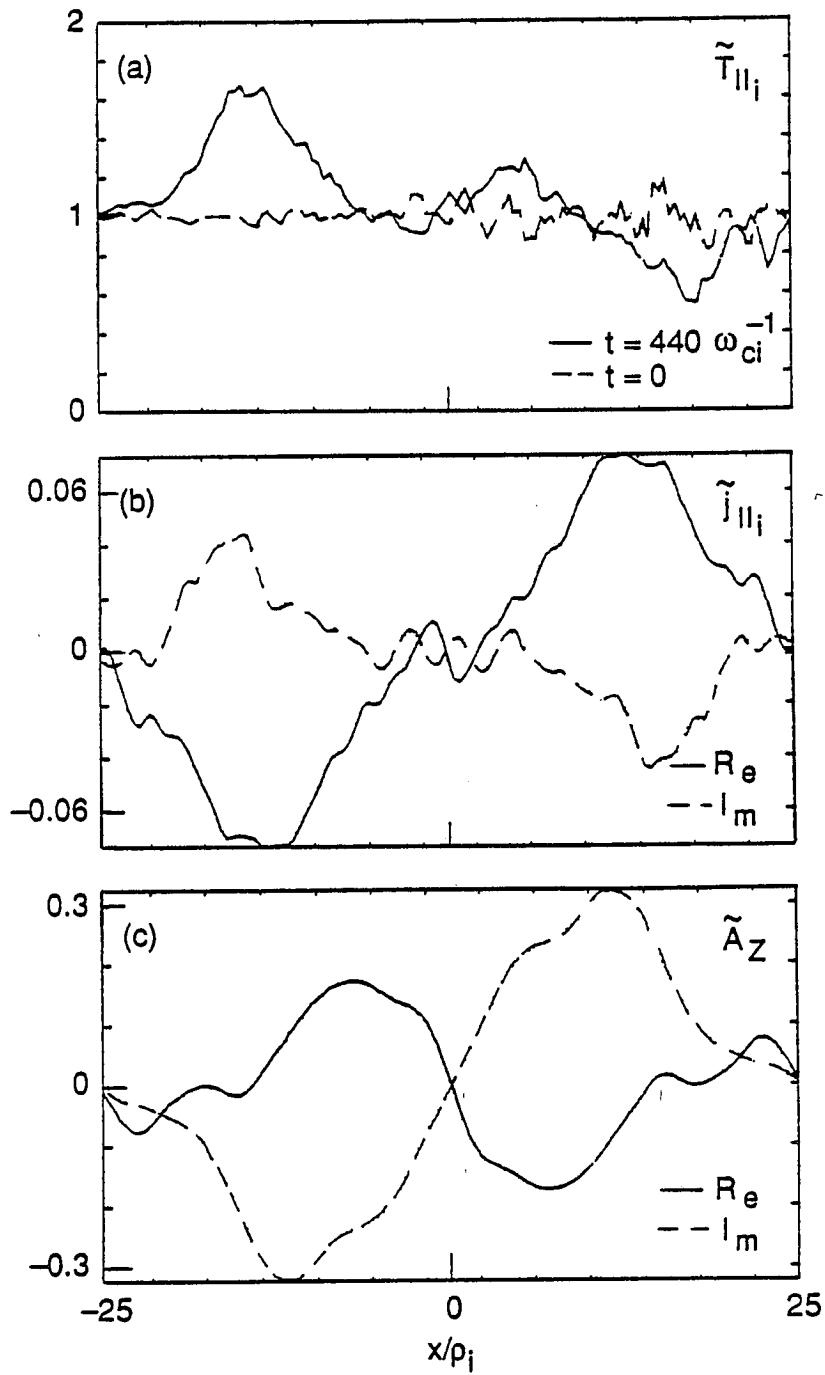 2
(a)
T̃||i
1
t = 440 ωci⁻¹
t = 0
0
0.06
(b)
j̃||i
0
Re
Im
−0.06
0.3
(c)
ÃZ
0
Re
Im
−0.3
−25
0
25
x/ρi